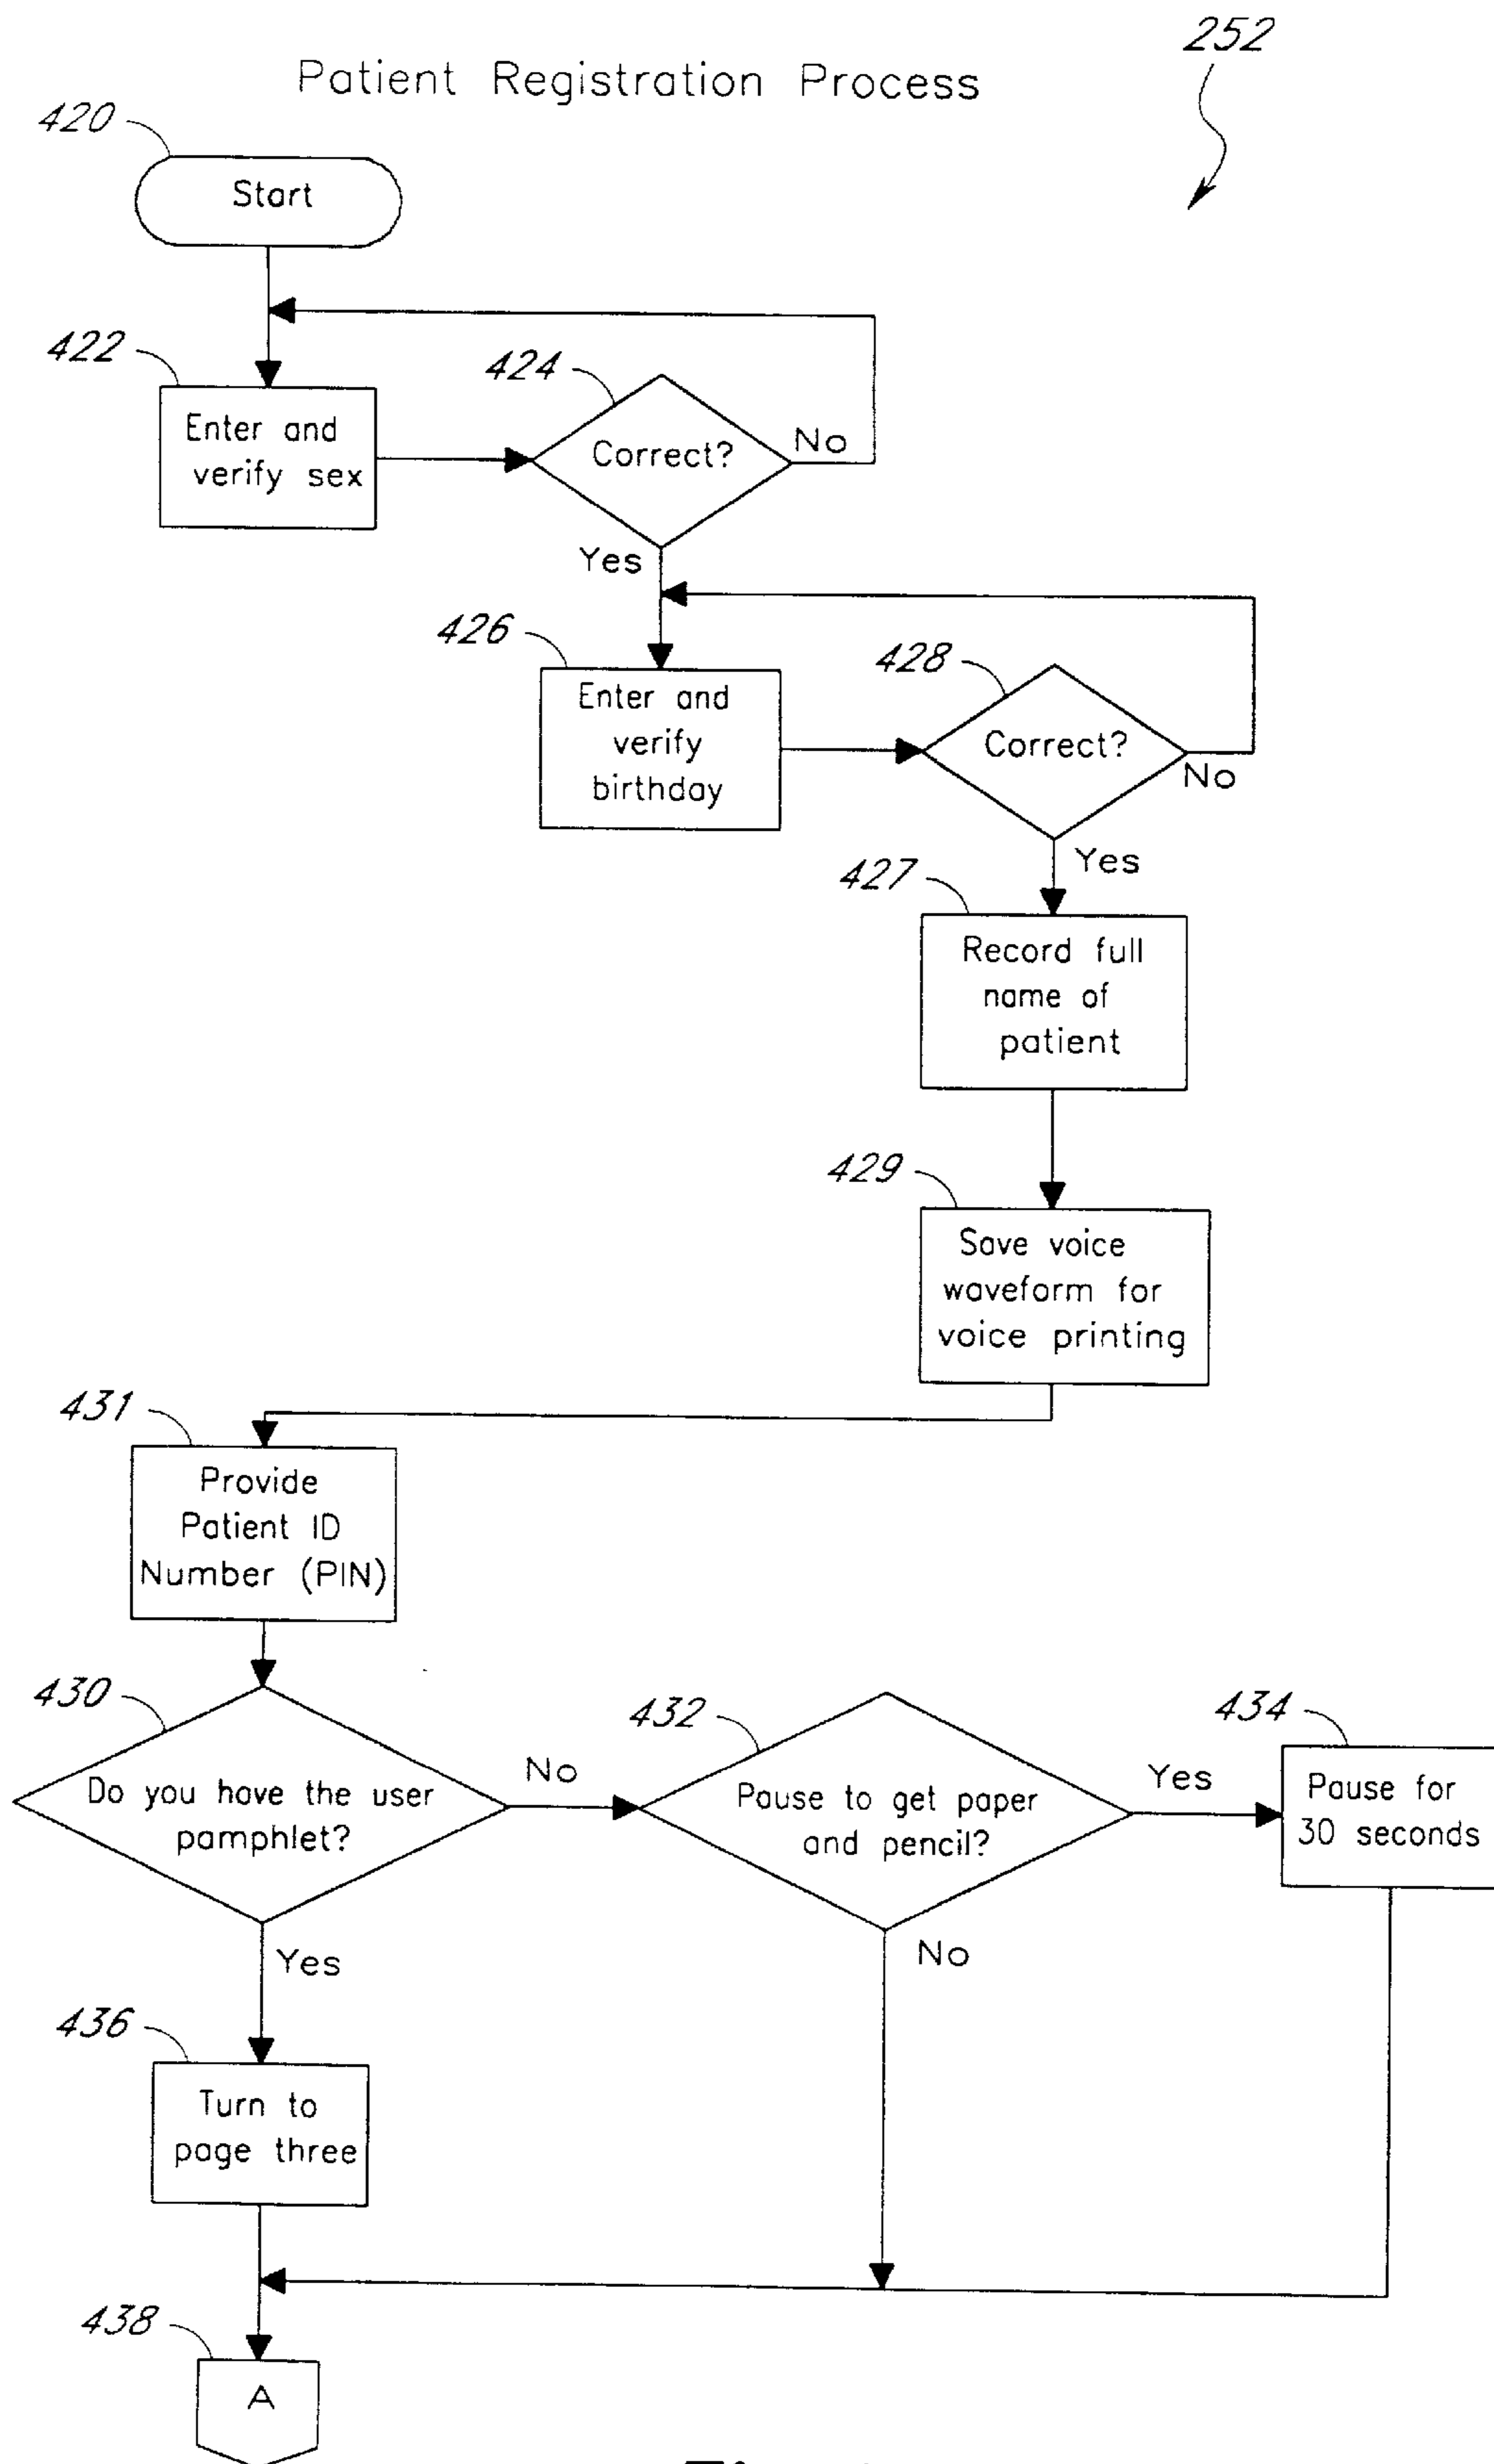 252
Patient Registration Process
420
Start
422
Enter and
verify sex
424
Correct?
No
Yes
426
Enter and
verify
birthday
428
Correct?
No
Yes
427
Record full
name of
patient
429
Save voice
waveform for
voice printing
431
Provide
Patient ID
Number (PIN)
430
Do you have the user
pamphlet?
No
432
Pause to get paper
and pencil?
Yes
434
Pause for
30 seconds
Yes
No
436
Turn to
page three
438
A